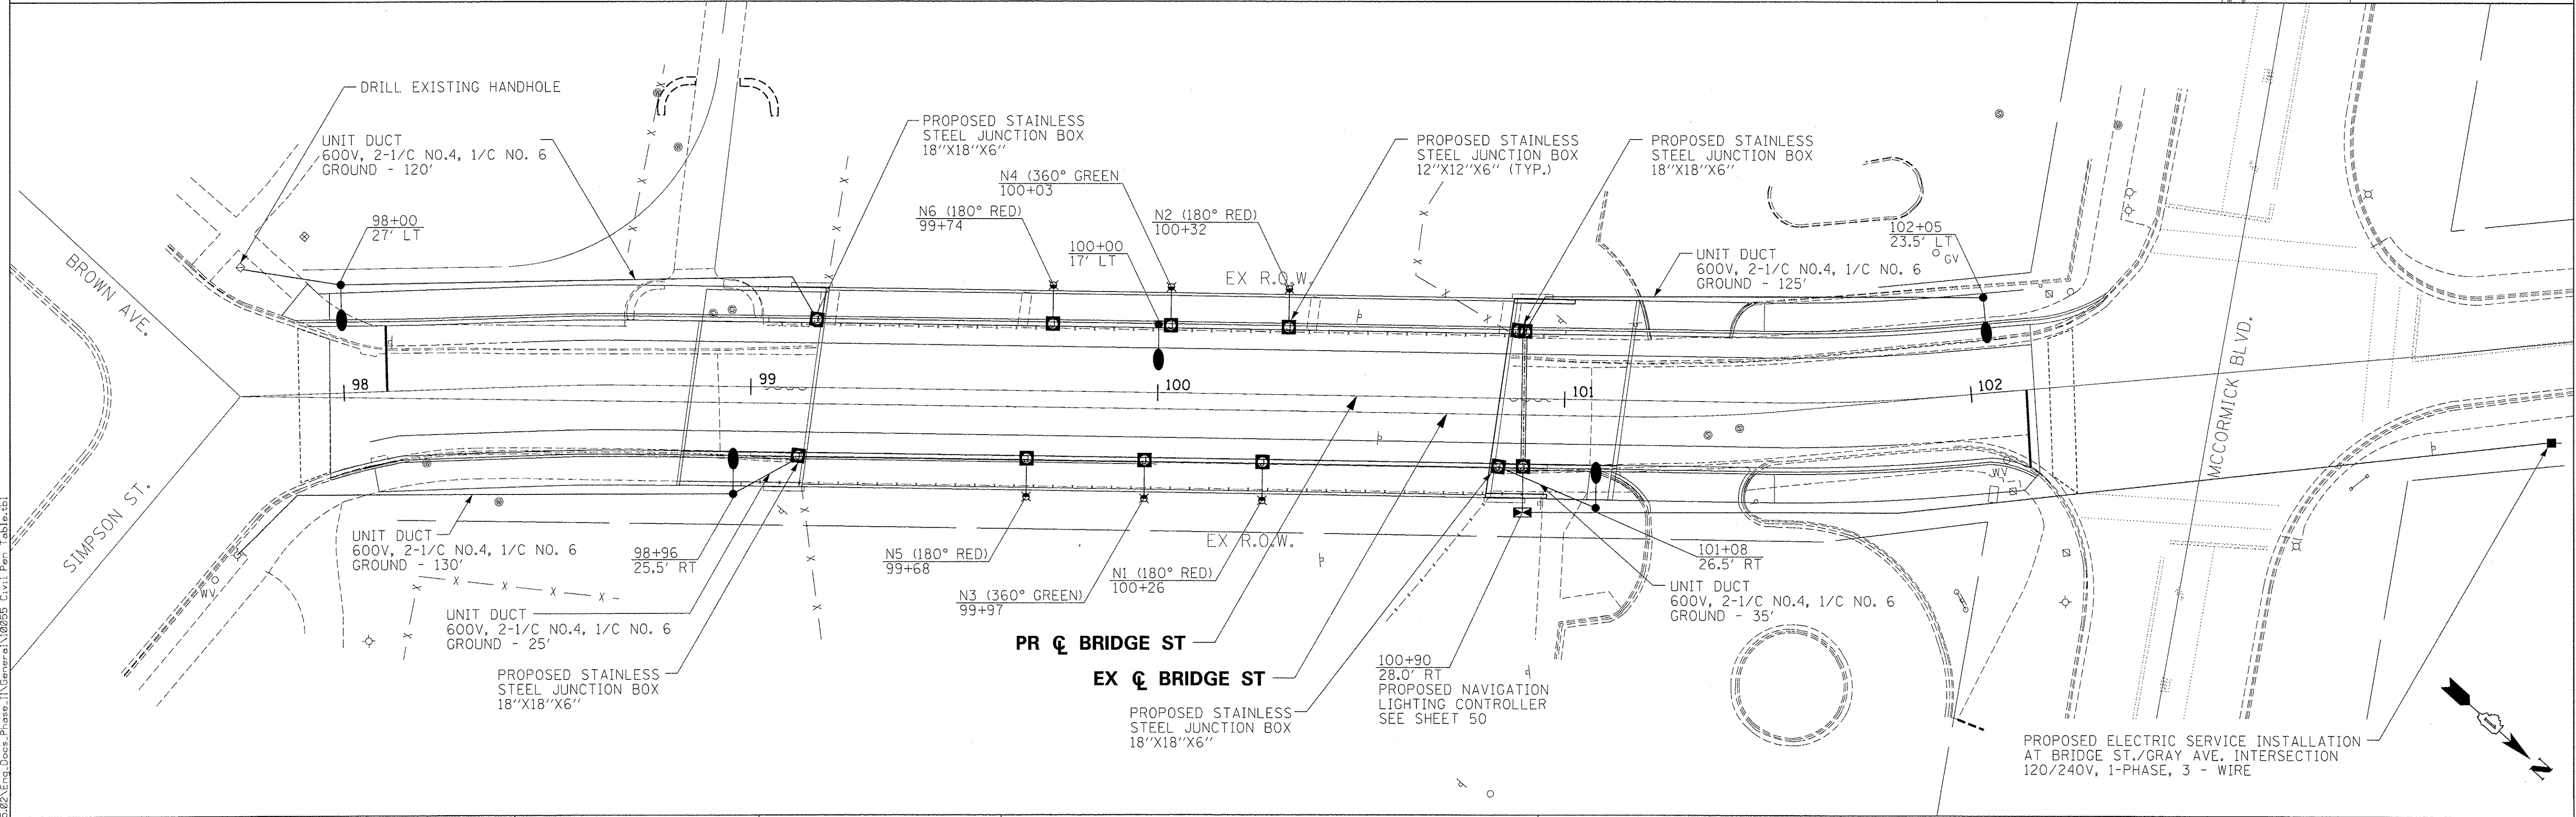 DRILL EXISTING HANDHOLE
UNIT DUCT
600V, 2-1/C NO.4, 1/C NO. 6
GROUND - 120'
98+00
27' LT
PROPOSED STAINLESS
STEEL JUNCTION BOX
18''X18''X6''
N4 (360° GREEN
100+03
N6 (180° RED)
99+74
N2 (180° RED)
100+32
100+00
17' LT
PROPOSED STAINLESS
STEEL JUNCTION BOX
12''X12''X6'' (TYP.)
PROPOSED STAINLESS
STEEL JUNCTION BOX
18''X18''X6''
EX R.O.W.
UNIT DUCT
600V, 2-1/C NO.4, 1/C NO. 6
GROUND - 125'
102+05
23.5' LT
GV
BROWN AVE.
SIMPSON ST.
MCCORMICK BLVD.
98
99
100
101
102
WV
WV
UNIT DUCT
600V, 2-1/C NO.4, 1/C NO. 6
GROUND - 130'
98+96
25.5' RT
UNIT DUCT
600V, 2-1/C NO.4, 1/C NO. 6
GROUND - 25'
PROPOSED STAINLESS
STEEL JUNCTION BOX
18''X18''X6''
N5 (180° RED)
99+68
N3 (360° GREEN)
99+97
N1 (180° RED)
100+26
EX R.O.W.
PR ℄ BRIDGE ST
EX ℄ BRIDGE ST
PROPOSED STAINLESS
STEEL JUNCTION BOX
18''X18''X6''
100+90
28.0' RT
PROPOSED NAVIGATION
LIGHTING CONTROLLER
SEE SHEET 50
101+08
26.5' RT
UNIT DUCT
600V, 2-1/C NO.4, 1/C NO. 6
GROUND - 35'
PROPOSED ELECTRIC SERVICE INSTALLATION
AT BRIDGE ST./GRAY AVE. INTERSECTION
120/240V, 1-PHASE, 3 - WIRE
N
5.02\Eng.Docs_Phase_II\General\10255 Civil Pen Table.tbl